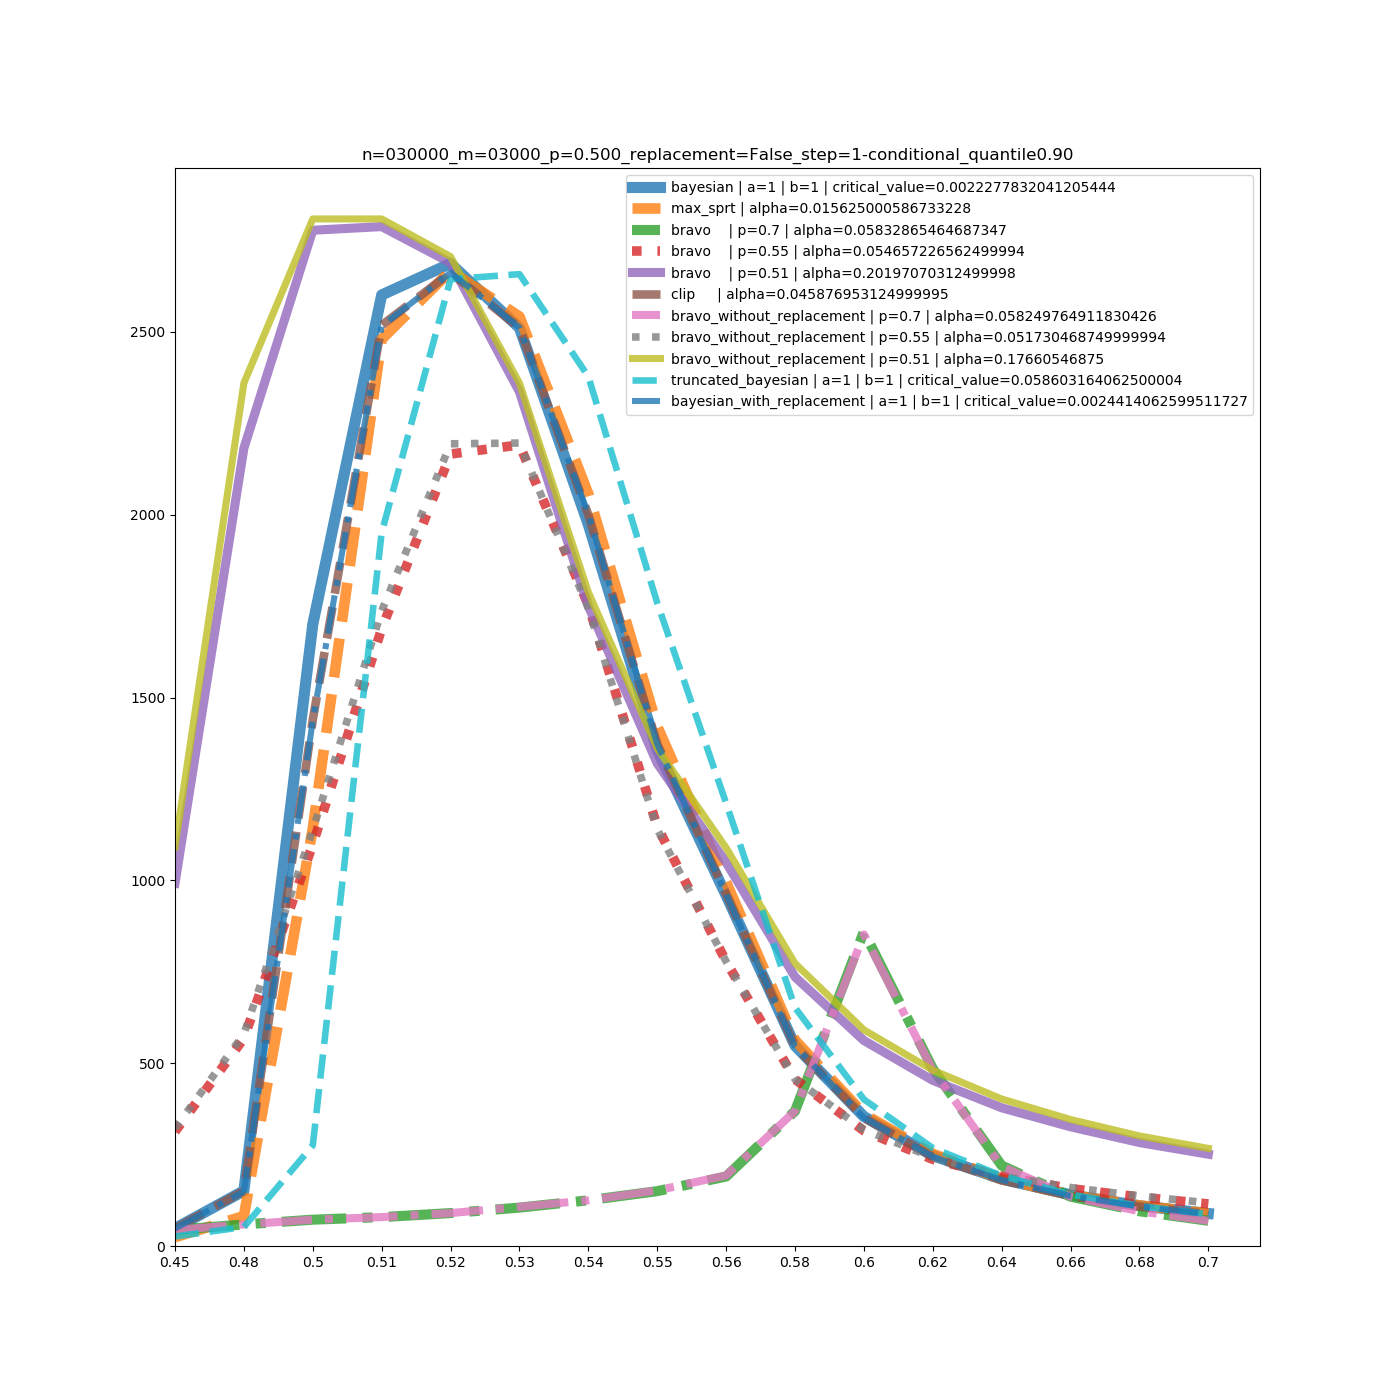 n=030000_m=03000_p=0.500_replacement=False_step=1-conditional_quantile0.90
bayesian | a=1 | b=1 | critical_value=0.0022277832041205444
max_sprt | alpha=0.015625000586733228
bravo | p=0.7 | alpha=0.05832865464687347
bravo | p=0.55 | alpha=0.054657226562499994
bravo | p=0.51 | alpha=0.20197070312499998
clip | alpha=0.045876953124999995
bravo_without_replacement | p=0.7 | alpha=0.058249764911830426
bravo_without_replacement | p=0.55 | alpha=0.051730468749999994
bravo_without_replacement | p=0.51 | alpha=0.17660546875
truncated_bayesian | a=1 | b=1 | critical_value=0.058603164062500004
bayesian_with_replacement | a=1 | b=1 | critical_value=0.0024414062599511727
2500
2000
1500
1000
500
0
0.45 0.48 0.5 0.51 0.52 0.53 0.54 0.55 0.56 0.58 0.6 0.62 0.64 0.66 0.68 0.7